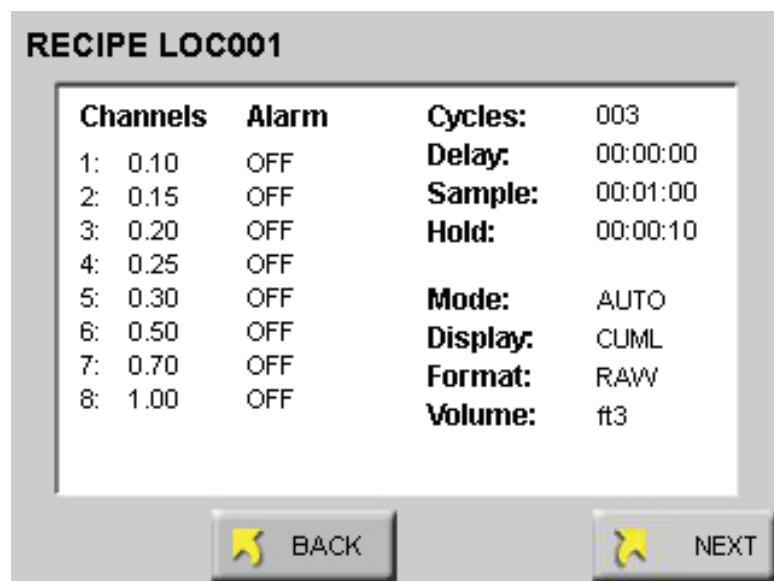 RECIPE LOC001
Channels Alarm Cycles: 003
1: 0.10 OFF Delay: 00:00:00
2: 0.15 OFF Sample: 00:01:00
3: 0.20 OFF Hold: 00:00:10
4: 0.25 OFF
5: 0.30 OFF Mode: AUTO
6: 0.50 OFF Display: CUML
7: 0.70 OFF Format: RAW
8: 1.00 OFF Volume: ft3
BACK NEXT